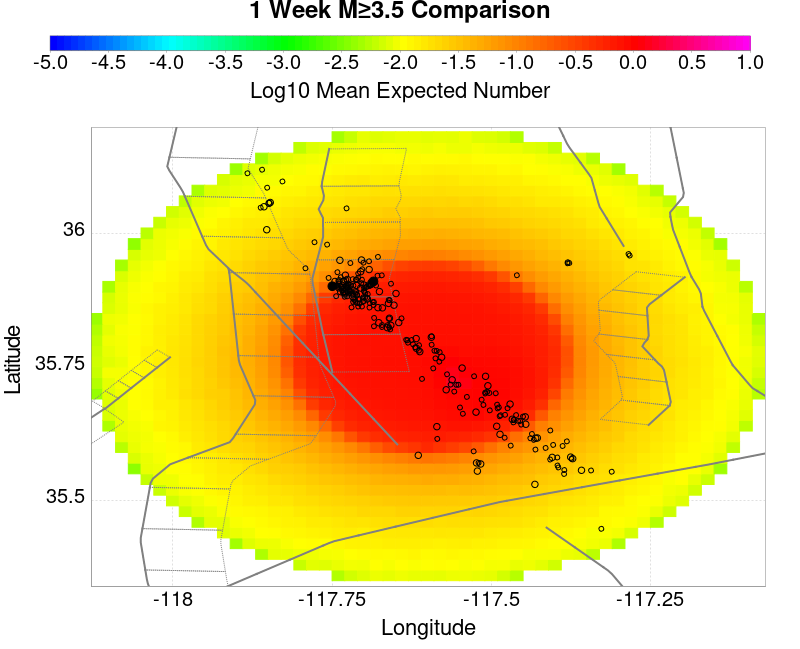 1 Week M≥3.5 Comparison
-5.0 -4.5 -4.0 -3.5 -3.0 -2.5 -2.0 -1.5 -1.0 -0.5 0.0 0.5 1.0
Log10 Mean Expected Number
36
35.75
35.5
Latitude
-118 -117.75 -117.5 -117.25
Longitude